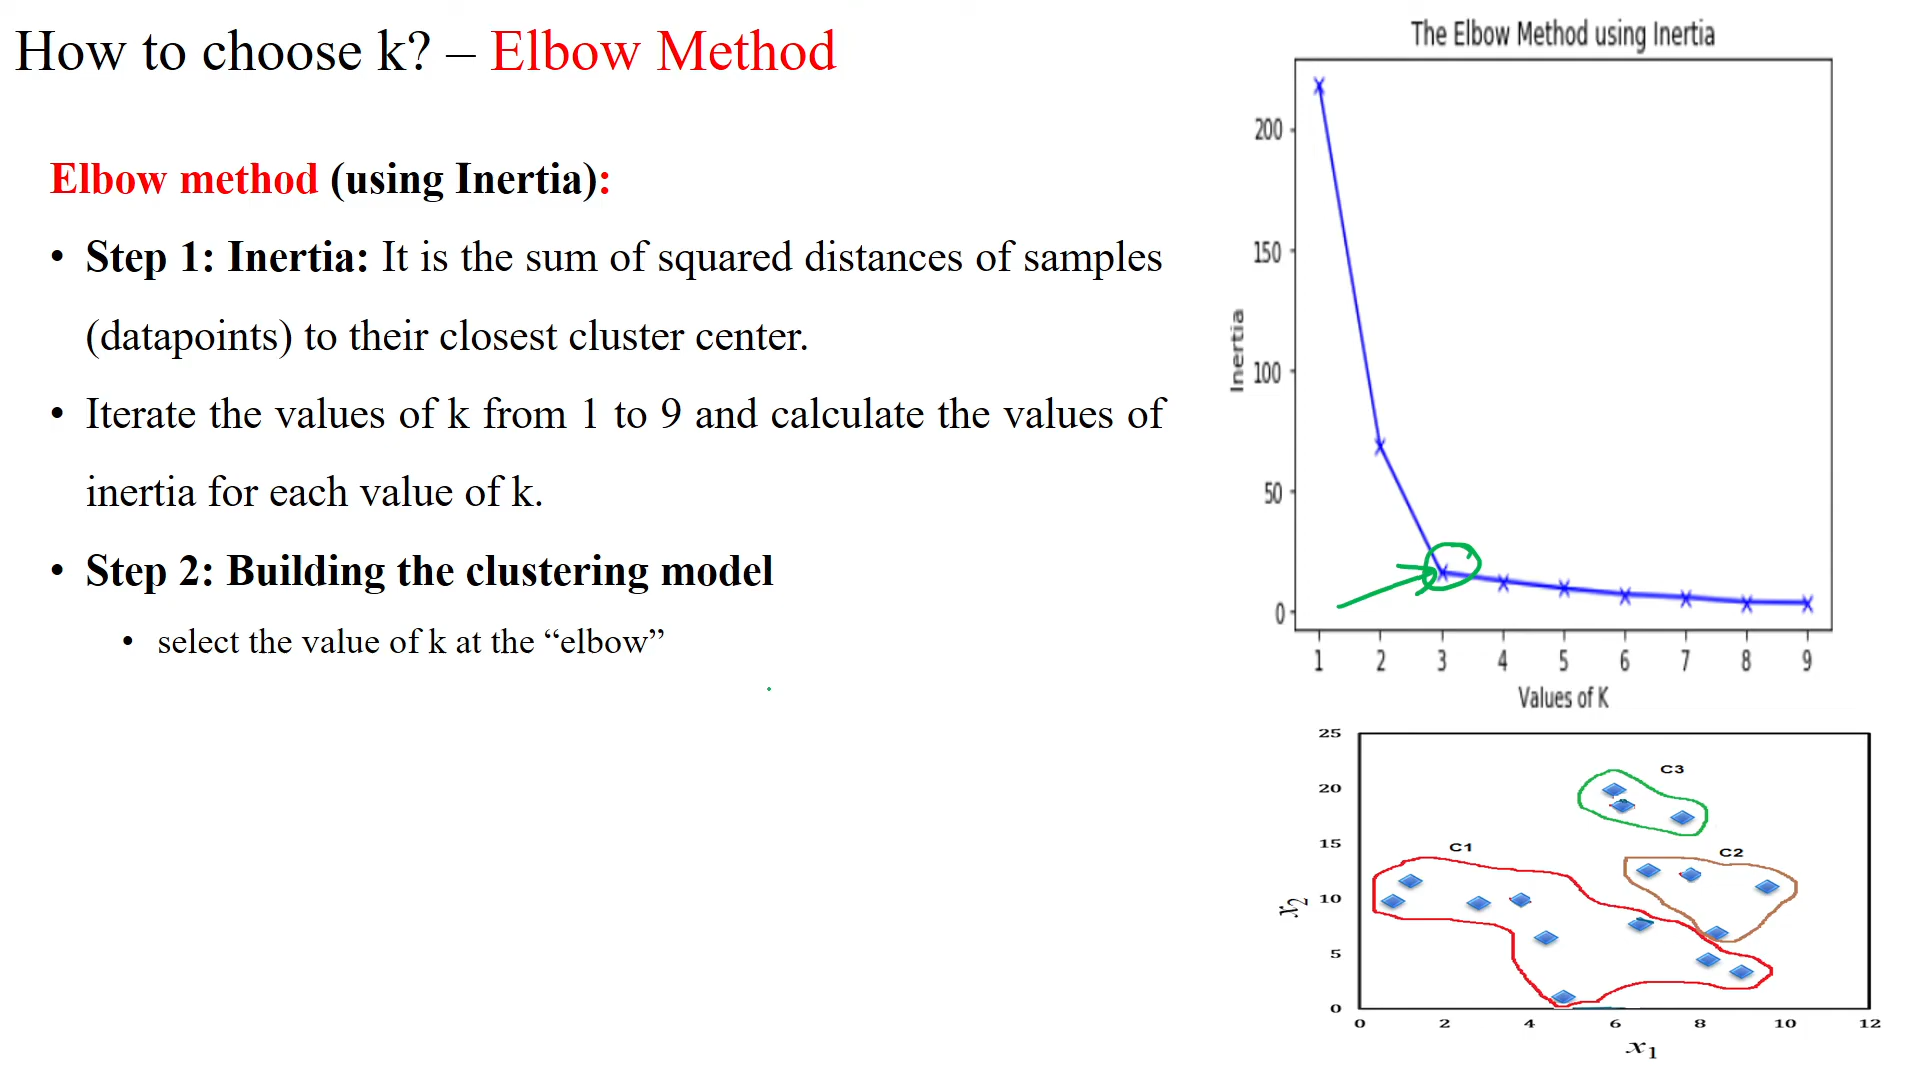 How to choose k? – Elbow Method
Elbow method (using Inertia):
• Step 1: Inertia: It is the sum of squared distances of samples
(datapoints) to their closest cluster center.
• Iterate the values of k from 1 to 9 and calculate the values of
inertia for each value of k.
• Step 2: Building the clustering model
• select the value of k at the “elbow”
The Elbow Method using Inertia
200
150
100
50
0
Inertia
1 2 3 4 5 6 7 8 9
Values of K
25
20
15
10
5
0
x2
C3
C1
C2
0 2 4 6 8 10 12
x1